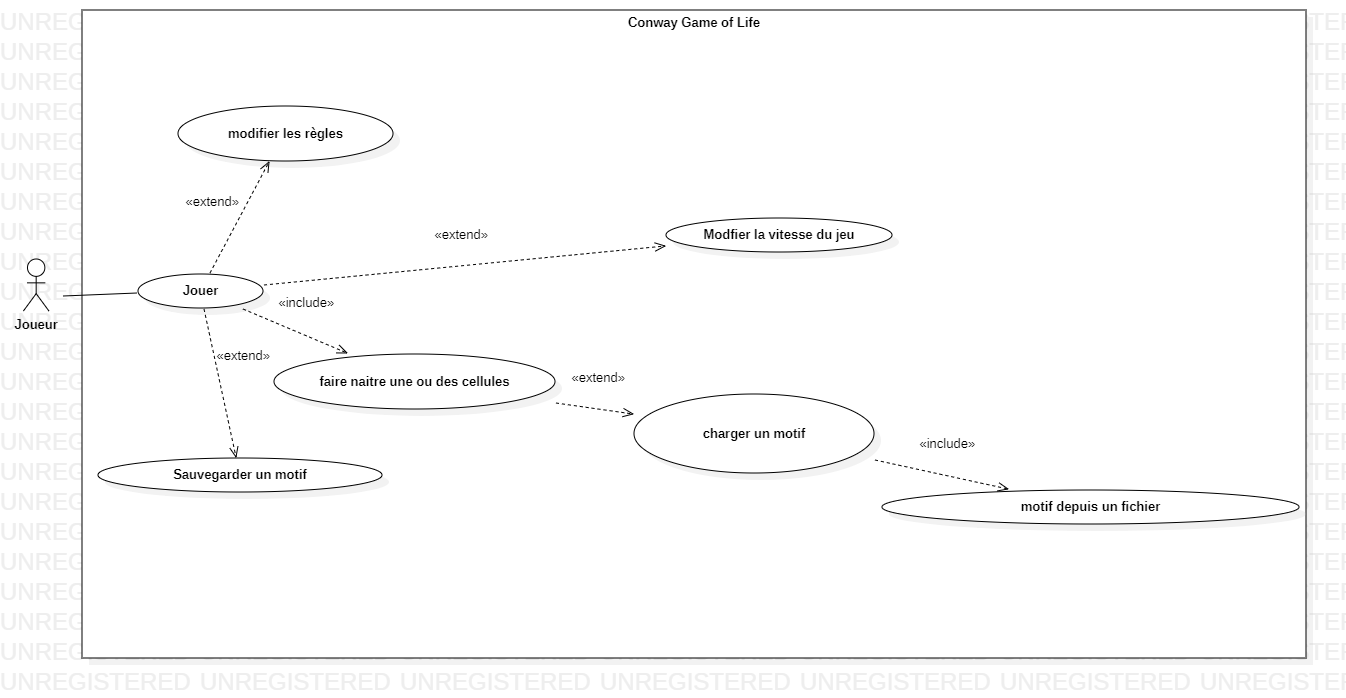 Conway Game of Life
modifier les règles
«extend»
«extend»
Modfier la vitesse du jeu
Jouer
«include»
Joueur
«extend»
faire naitre une ou des cellules
«extend»
charger un motif
«include»
Sauvegarder un motif
motif depuis un fichier
UNREGISTERED UNREGISTERED UNREGISTERED UNREGISTERED UNREGISTERED UNREGISTERED